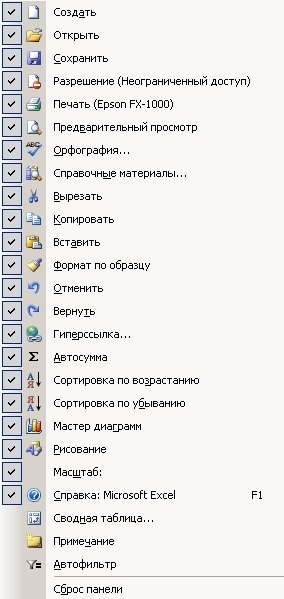 Создать
Открыть
Сохранить
Разрешение (Неограниченный доступ)
Печать (Epson FX-1000)
Предварительный просмотр
Орфография...
Справочные материалы...
Вырезать
Копировать
Вставить
Формат по образцу
Отменить
Вернуть
Гиперссылка...
Автосумма
Сортировка по возрастанию
Сортировка по убыванию
Мастер диаграмм
Рисование
Масштаб:
Справка: Microsoft Excel F1
Сводная таблица...
Примечание
Автофильтр
Сброс панели